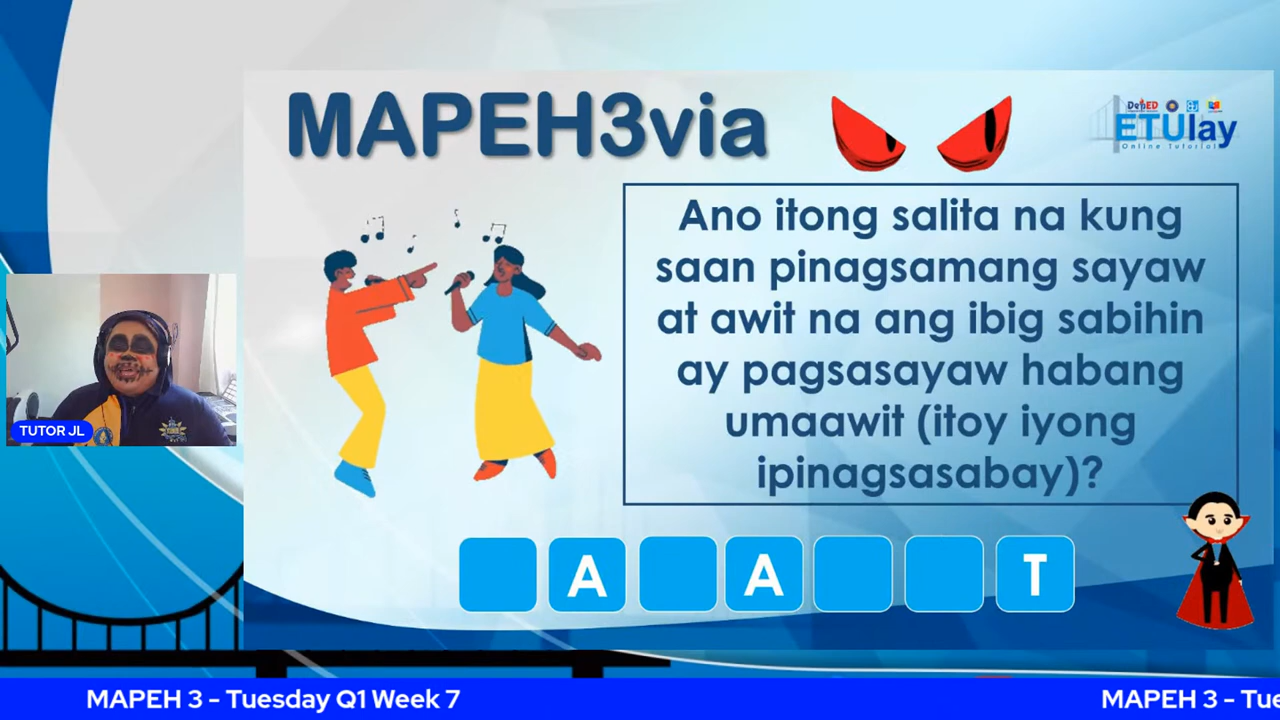 MAPEH3via
DepED
ETUlay
Online Tutorial
Ano itong salita na kung
saan pinagsamang sayaw
at awit na ang ibig sabihin
ay pagsasayaw habang
umaawit (itoy iyong
ipinagsasabay)?
A A T
TUTOR JL
MAPEH 3 - Tuesday Q1 Week 7
MAPEH 3 - Tue